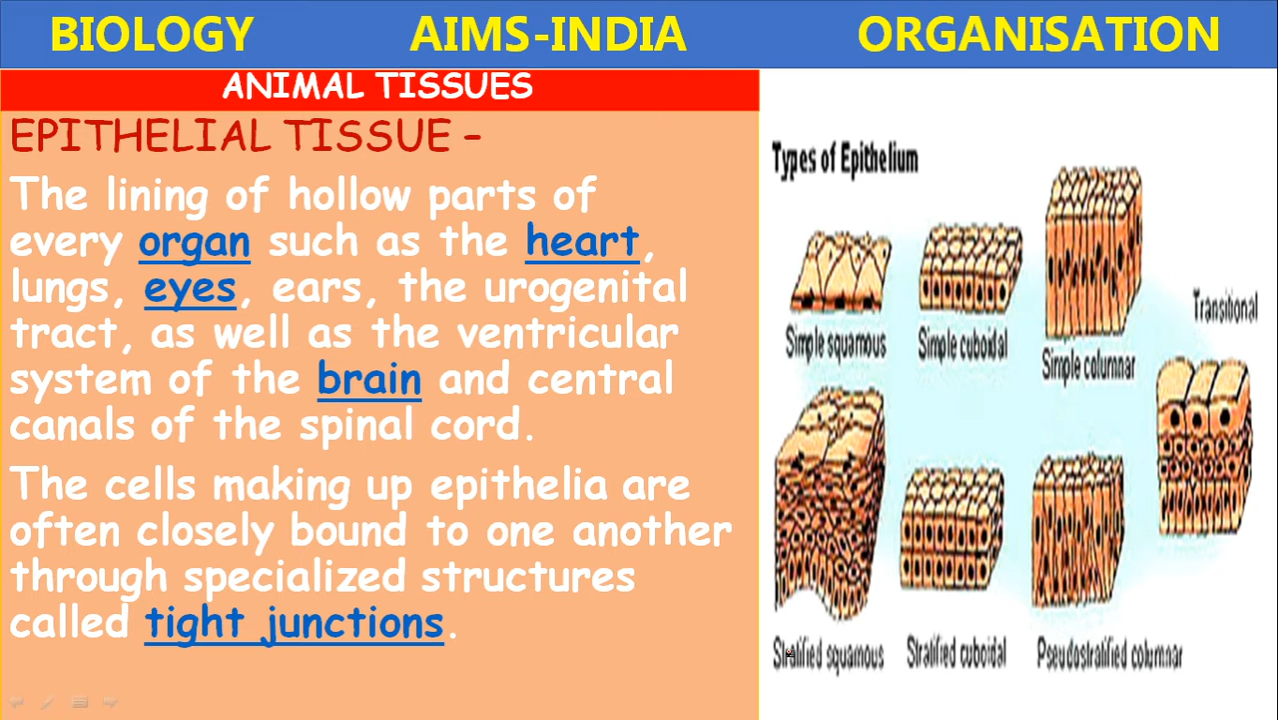 BIOLOGY AIMS-INDIA ORGANISATION
ANIMAL TISSUES
EPITHELIAL TISSUE –
The lining of hollow parts of
every organ such as the heart,
lungs, eyes, ears, the urogenital
tract, as well as the ventricular
system of the brain and central
canals of the spinal cord.
The cells making up epithelia are
often closely bound to one another
through specialized structures
called tight junctions.
Types of Epithelium
Simple squamous
Simple cuboidal
Simple columnar
Transitional
Stratified squamous
Stratified cuboidal
Pseudostratified columnar